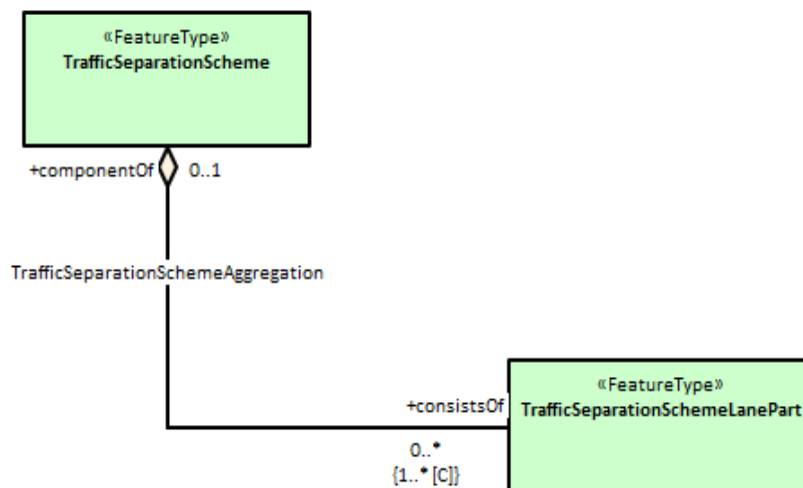 «FeatureType»
TrafficSeparationScheme
+componentOf 0..1
TrafficSeparationSchemeAggregation
«FeatureType»
TrafficSeparationSchemeLanePart
+consistsOf
0..*
{1..* [C]}